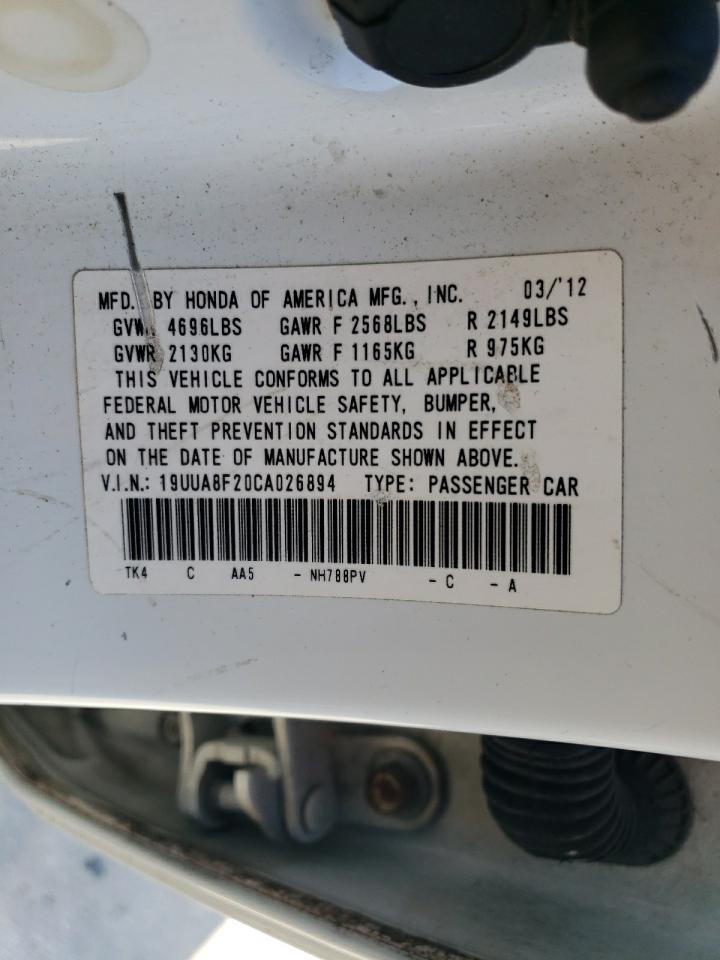 MFD. BY HONDA OF AMERICA MFG., INC. 03/'12
GVWR 4696LBS GAWR F 2568LBS R 2149LBS
GVWR 2130KG GAWR F 1165KG R 975KG
THIS VEHICLE CONFORMS TO ALL APPLICABLE
FEDERAL MOTOR VEHICLE SAFETY, BUMPER,
AND THEFT PREVENTION STANDARDS IN EFFECT
ON THE DATE OF MANUFACTURE SHOWN ABOVE.
V.I.N.: 19UUA8F20CA026894 TYPE: PASSENGER CAR
TK4 C AA5 - NH788PV - C - A